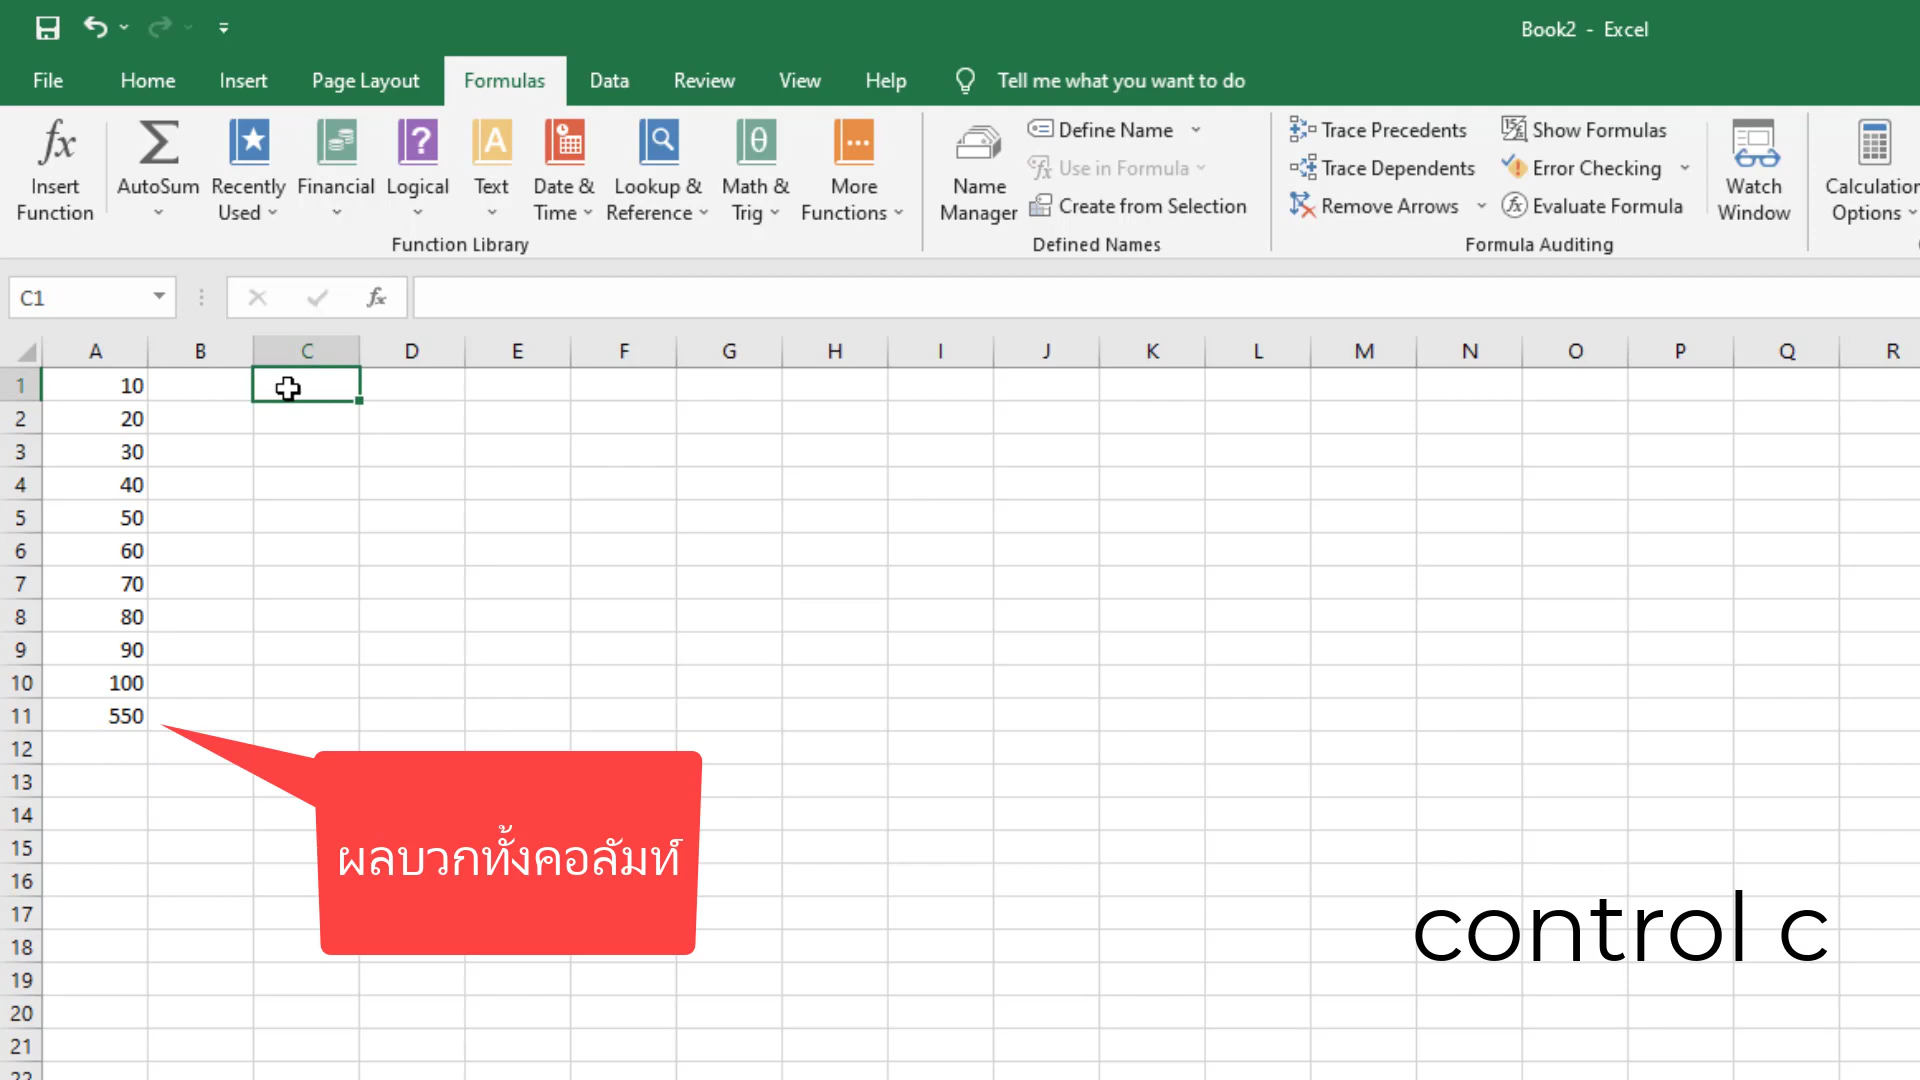 Book2 - Excel
File Home Insert Page Layout Formulas Data Review View Help Tell me what you want to do
Insert Function
AutoSum
Recently Used
Financial
Logical
Text
Date & Time
Lookup & Reference
Math & Trig
More Functions
Function Library
Name Manager
Define Name
Use in Formula
Create from Selection
Defined Names
Trace Precedents
Trace Dependents
Remove Arrows
Show Formulas
Error Checking
Evaluate Formula
Formula Auditing
Watch Window
Calculation Options
C1
fx
A B C D E F G H I J K L M N O P Q R
1 10
2 20
3 30
4 40
5 50
6 60
7 70
8 80
9 90
10 100
11 550
12
13
14
15
16
17
18
19
20
21
22
ผลบวกทั้งคอลัมท์
control c